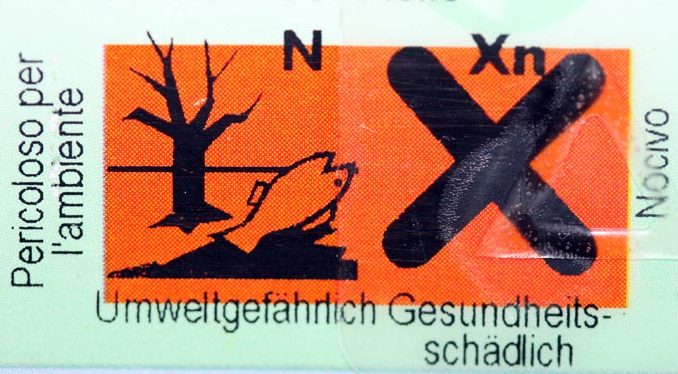 N
Xn
Pericoloso per
l'ambiente
Nocivo
Umweltgefährlich
Gesundheits-
schädlich